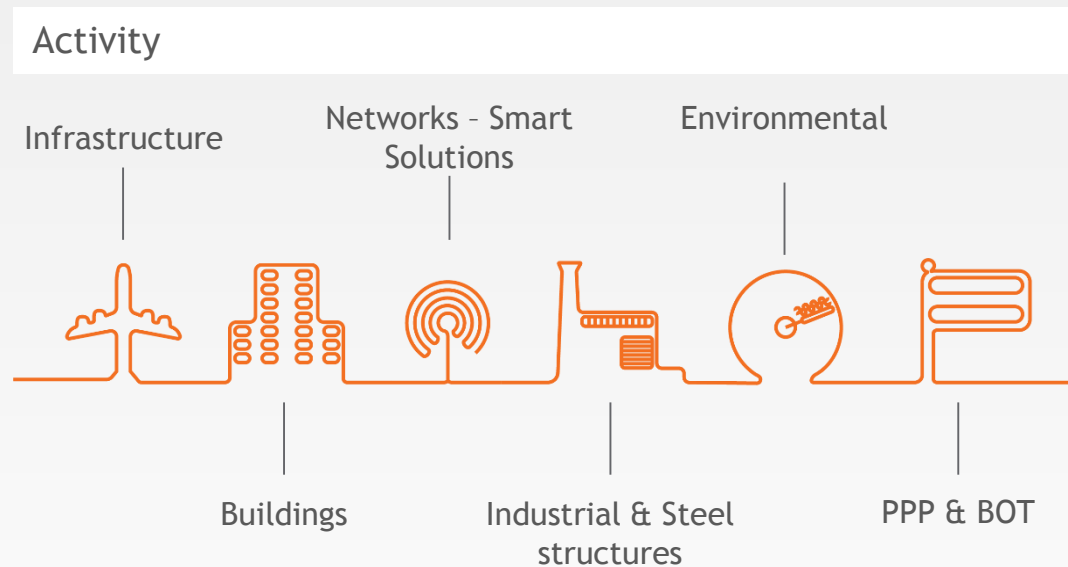 Activity
Infrastructure
Networks – Smart
Solutions
Environmental
Buildings
Industrial & Steel
structures
PPP & BOT